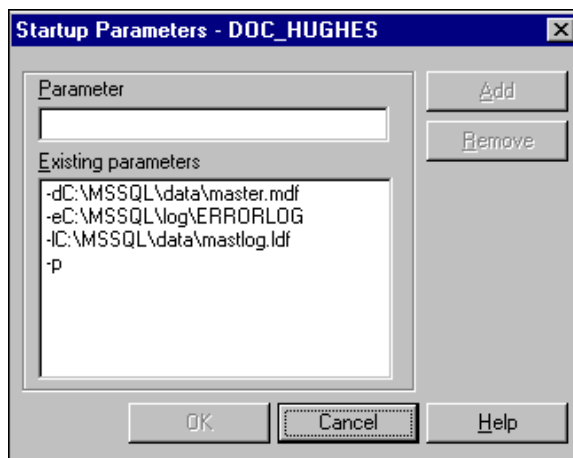 Startup Parameters - DOC_HUGHES
Parameter
Add
Remove
Existing parameters
-dC:\MSSQL\data\master.mdf
-eC:\MSSQL\log\ERRORLOG
-lC:\MSSQL\data\mastlog.ldf
-p
OK
Cancel
Help